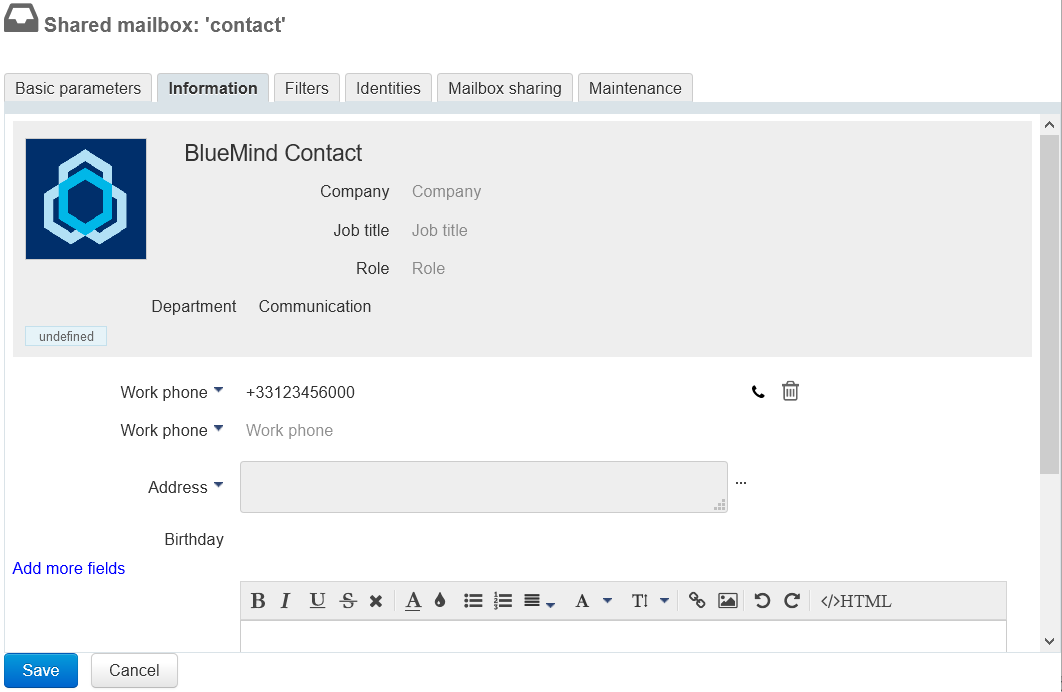 Shared mailbox: 'contact'
Basic parameters Information Filters Identities Mailbox sharing Maintenance
BlueMind Contact
Company Company
Job title Job title
Role Role
Department Communication
undefined
Work phone +33123456000
Work phone Work phone
Address ...
Birthday
Add more fields
B I U S A A T </>HTML
Save Cancel